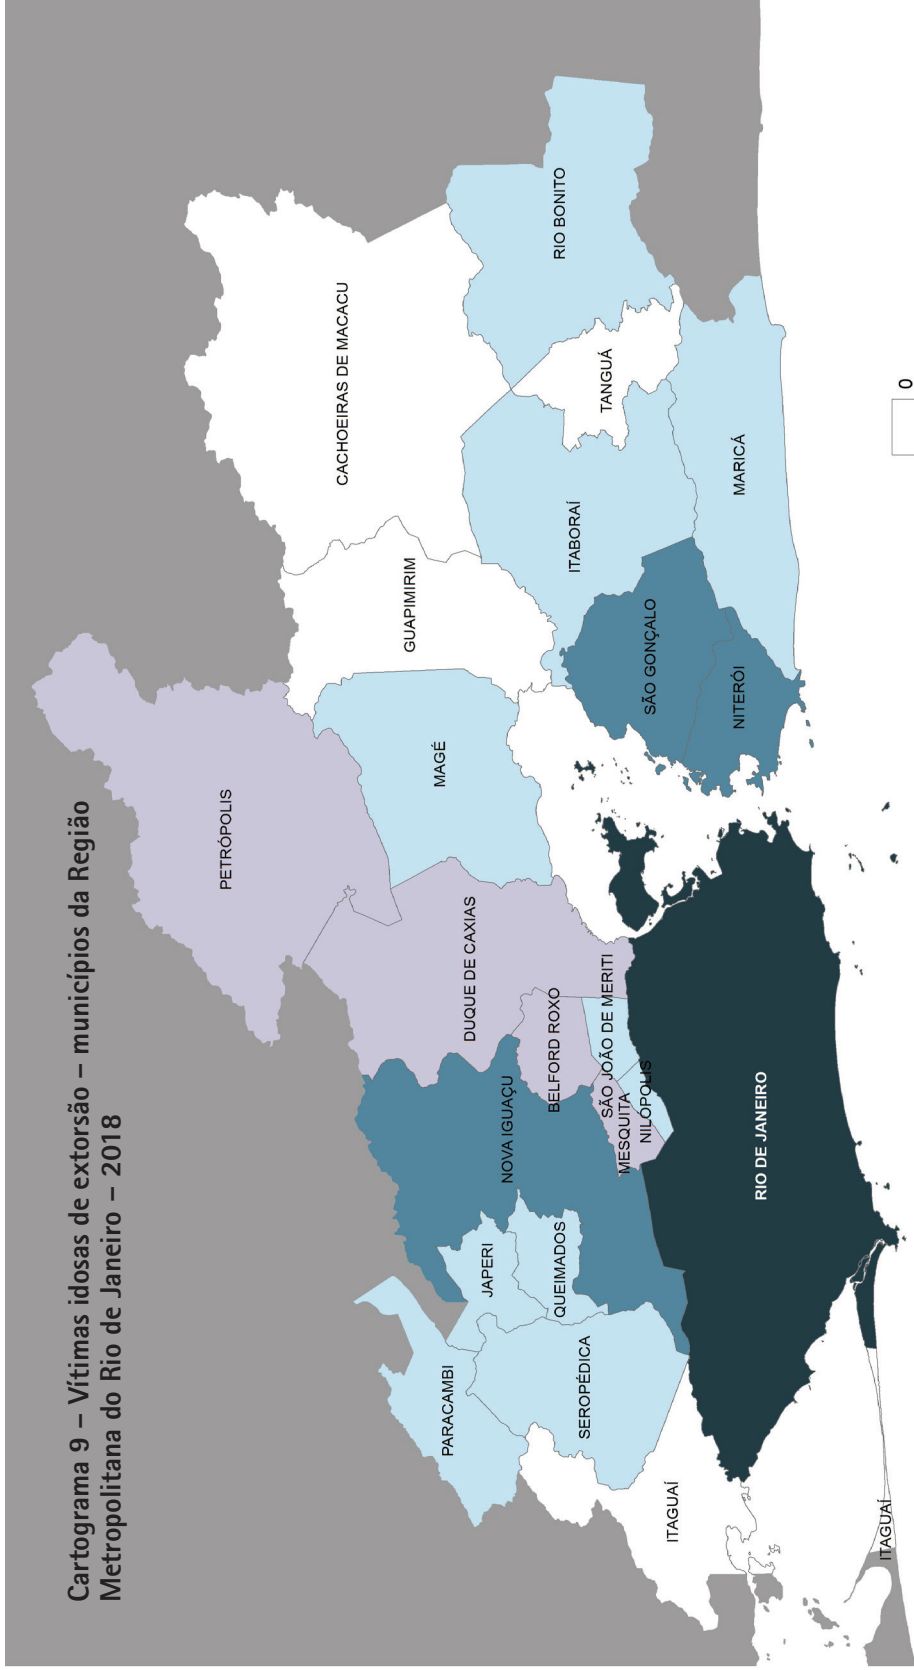 Cartograma 9 – Vítimas idosas de extorsão – municípios da Região
Metropolitana do Rio de Janeiro – 2018
PETRÓPOLIS
CACHOEIRAS DE MACACU
GUAPIMIRIM
MAGÉ
DUQUE DE CAXIAS
PARACAMBI
JAPERI
NOVA IGUAÇU
BELFORD ROXO
QUEIMADOS
SEROPÉDICA
MESQUITA
SÃO JOÃO DE MERITI
NILÓPOLIS
ITABORAÍ
RIO BONITO
TANGUÁ
SÃO GONÇALO
NITERÓI
MARICÁ
ITAGUAÍ
RIO DE JANEIRO
ITAGUAÍ
0